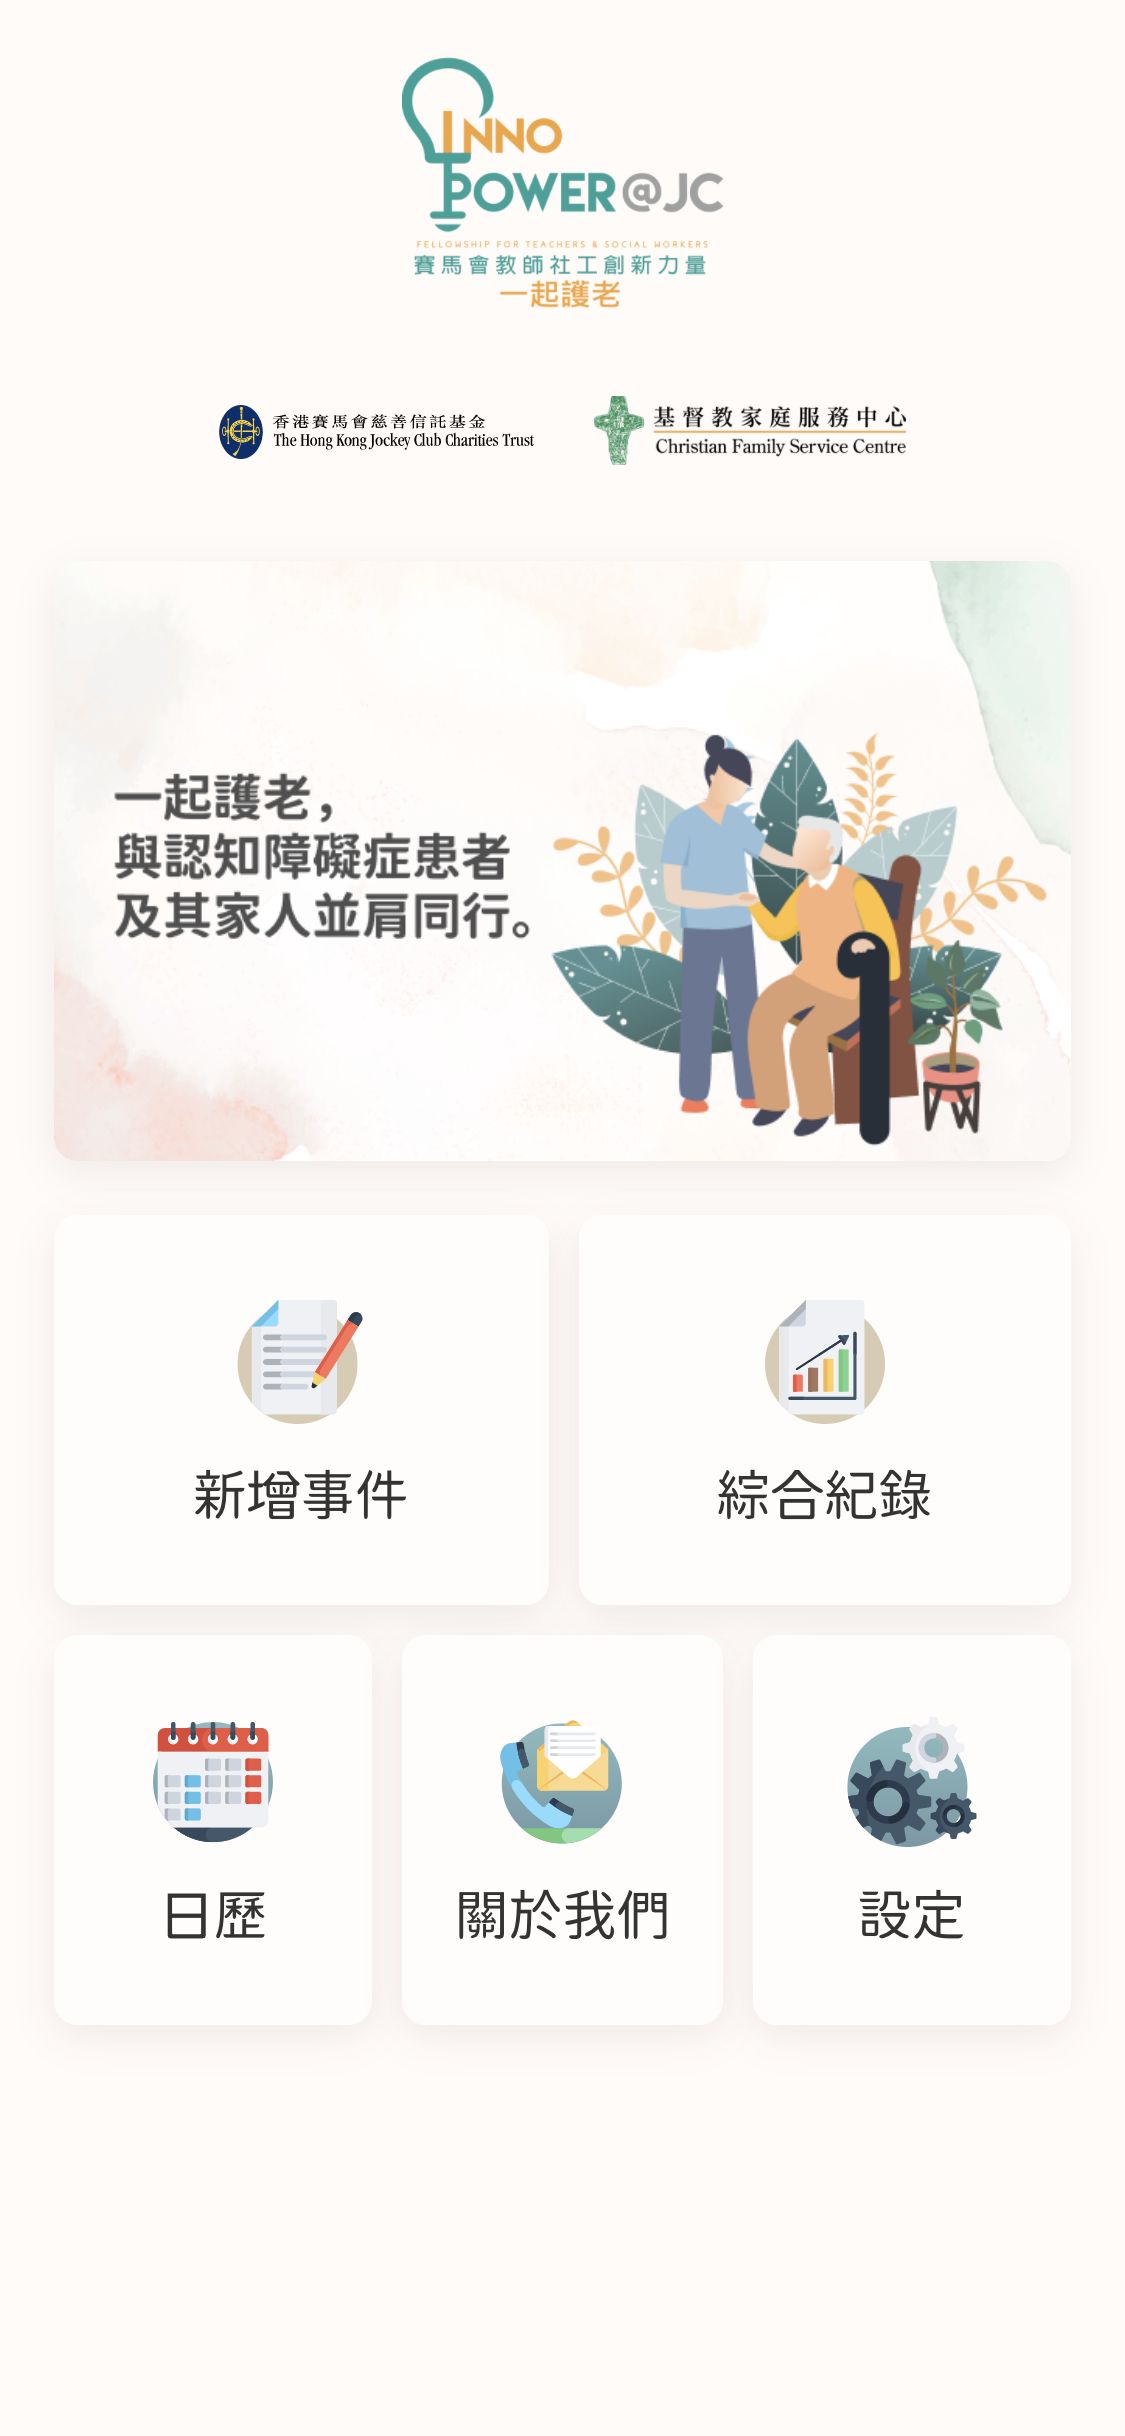 INNO
POWER@JC
FELLOWSHIP FOR TEACHERS & SOCIAL WORKERS
賽馬會教師社工創新力量
一起護老
香港賽馬會慈善信託基金
The Hong Kong Jockey Club Charities Trust
基督教家庭服務中心
Christian Family Service Centre
一起護老，
與認知障礙症患者
及其家人並肩同行。
新增事件
綜合紀錄
日歷
關於我們
設定